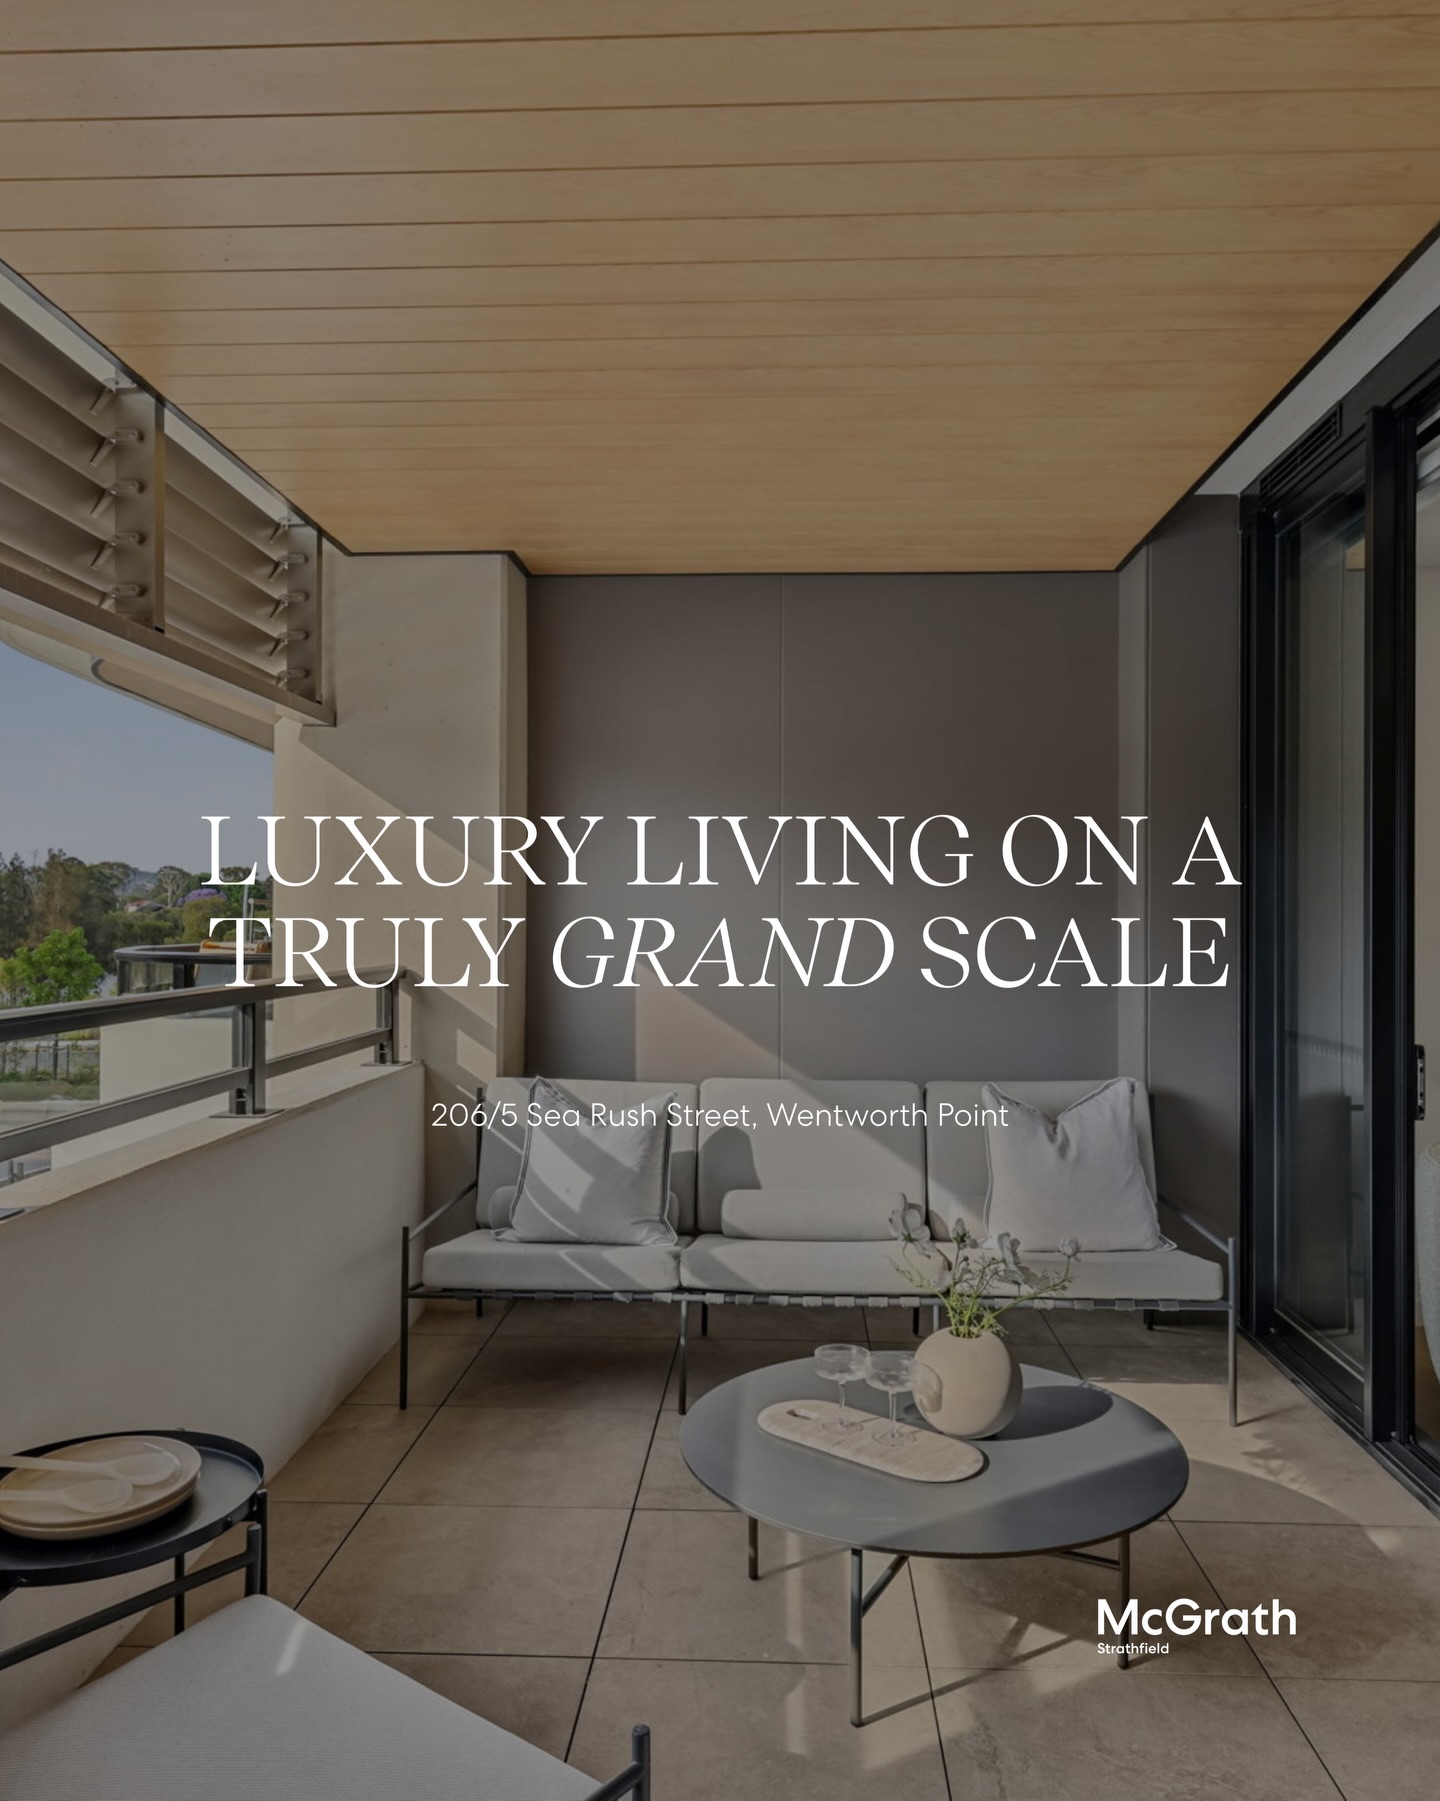 LUXURY LIVING ON A
TRULY GRAND SCALE
206/5 Sea Rush Street, Wentworth Point
McGrath
Strathfield